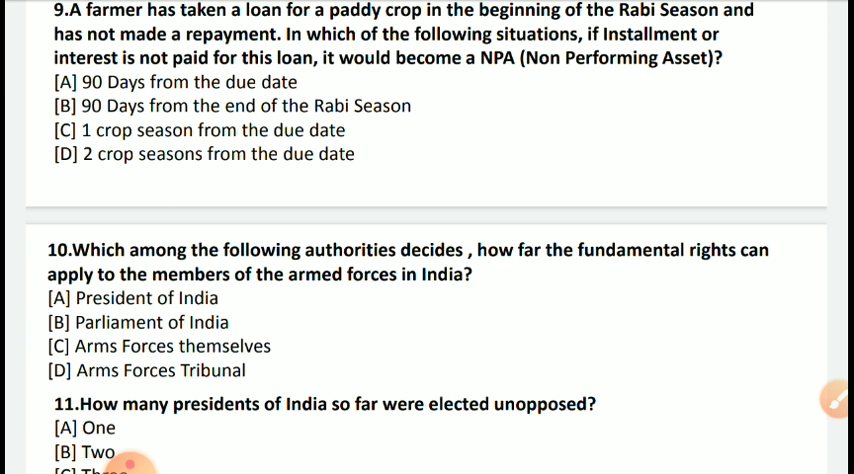 9.A farmer has taken a loan for a paddy crop in the beginning of the Rabi Season and
has not made a repayment. In which of the following situations, if Installment or
interest is not paid for this loan, it would become a NPA (Non Performing Asset)?
[A] 90 Days from the due date
[B] 90 Days from the end of the Rabi Season
[C] 1 crop season from the due date
[D] 2 crop seasons from the due date
10.Which among the following authorities decides , how far the fundamental rights can
apply to the members of the armed forces in India?
[A] President of India
[B] Parliament of India
[C] Arms Forces themselves
[D] Arms Forces Tribunal
11.How many presidents of India so far were elected unopposed?
[A] One
[B] Two